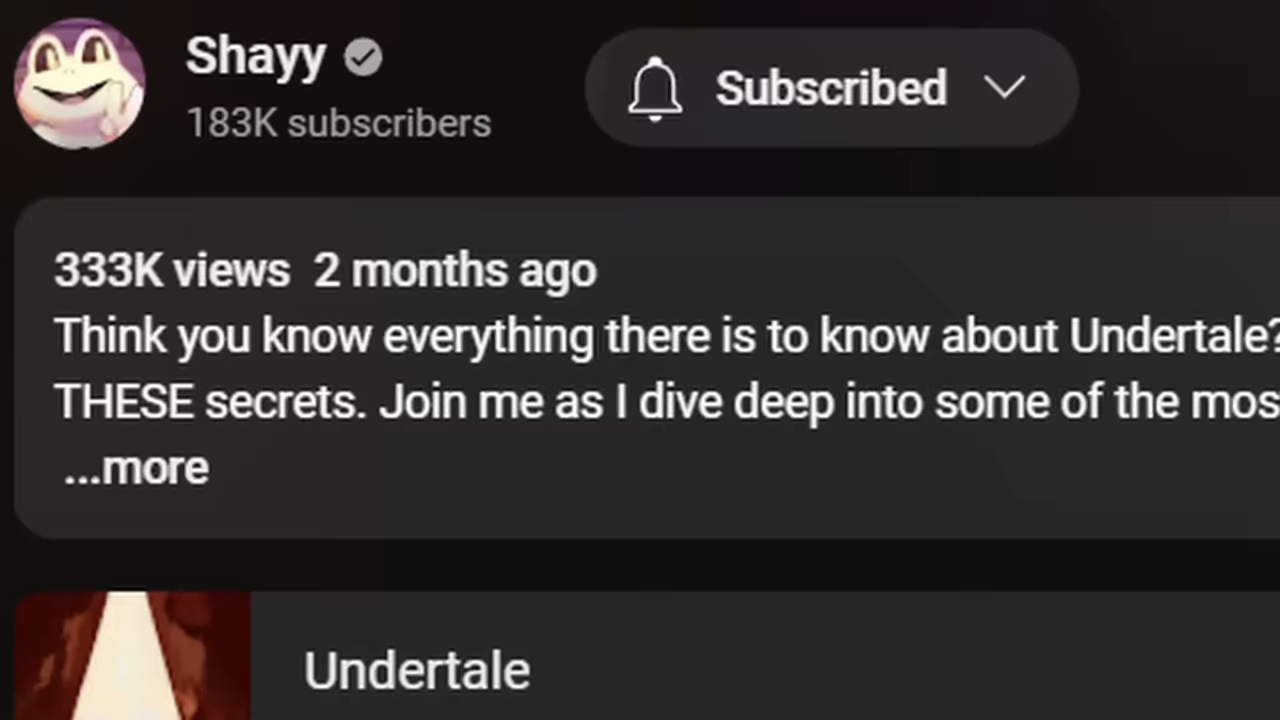 Shayy
183K subscribers
Subscribed
333K views 2 months ago
Think you know everything there is to know about Undertale?
THESE secrets. Join me as I dive deep into some of the
...more
Undertale